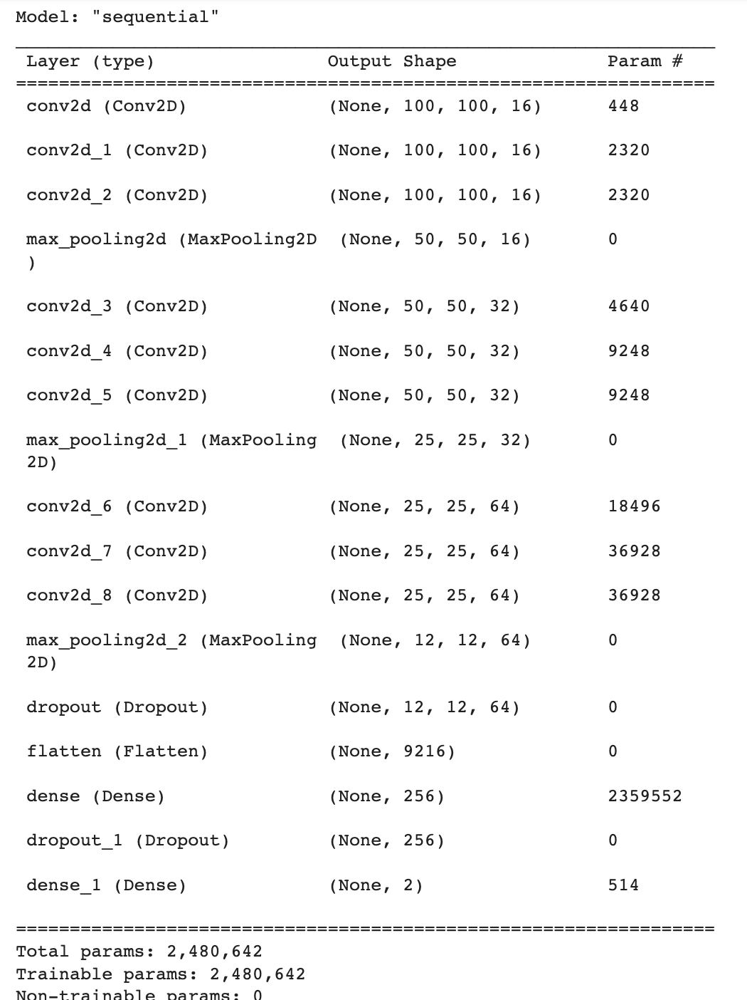 Model: "sequential"
Layer (type) Output Shape Param #
conv2d (Conv2D) (None, 100, 100, 16) 448
conv2d_1 (Conv2D) (None, 100, 100, 16) 2320
conv2d_2 (Conv2D) (None, 100, 100, 16) 2320
max_pooling2d (MaxPooling2D (None, 50, 50, 16) 0
)
conv2d_3 (Conv2D) (None, 50, 50, 32) 4640
conv2d_4 (Conv2D) (None, 50, 50, 32) 9248
conv2d_5 (Conv2D) (None, 50, 50, 32) 9248
max_pooling2d_1 (MaxPooling (None, 25, 25, 32) 0
2D)
conv2d_6 (Conv2D) (None, 25, 25, 64) 18496
conv2d_7 (Conv2D) (None, 25, 25, 64) 36928
conv2d_8 (Conv2D) (None, 25, 25, 64) 36928
max_pooling2d_2 (MaxPooling (None, 12, 12, 64) 0
2D)
dropout (Dropout) (None, 12, 12, 64) 0
flatten (Flatten) (None, 9216) 0
dense (Dense) (None, 256) 2359552
dropout_1 (Dropout) (None, 256) 0
dense_1 (Dense) (None, 2) 514
Total params: 2,480,642
Trainable params: 2,480,642
Non-trainable params: 0